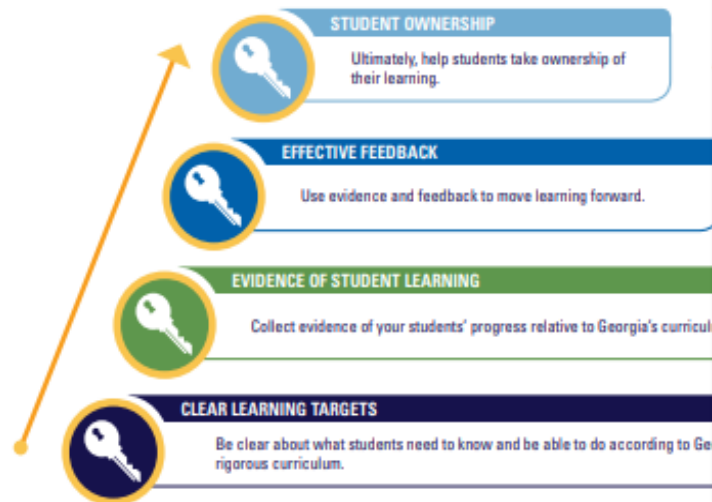 STUDENT OWNERSHIP
Ultimately, help students take ownership of
their learning.
EFFECTIVE FEEDBACK
Use evidence and feedback to move learning forward.
EVIDENCE OF STUDENT LEARNING
Collect evidence of your students' progress relative to Georgia's
CLEAR LEARNING TARGETS
Be clear about what students need to know and be able to do according to
rigorous curriculum.